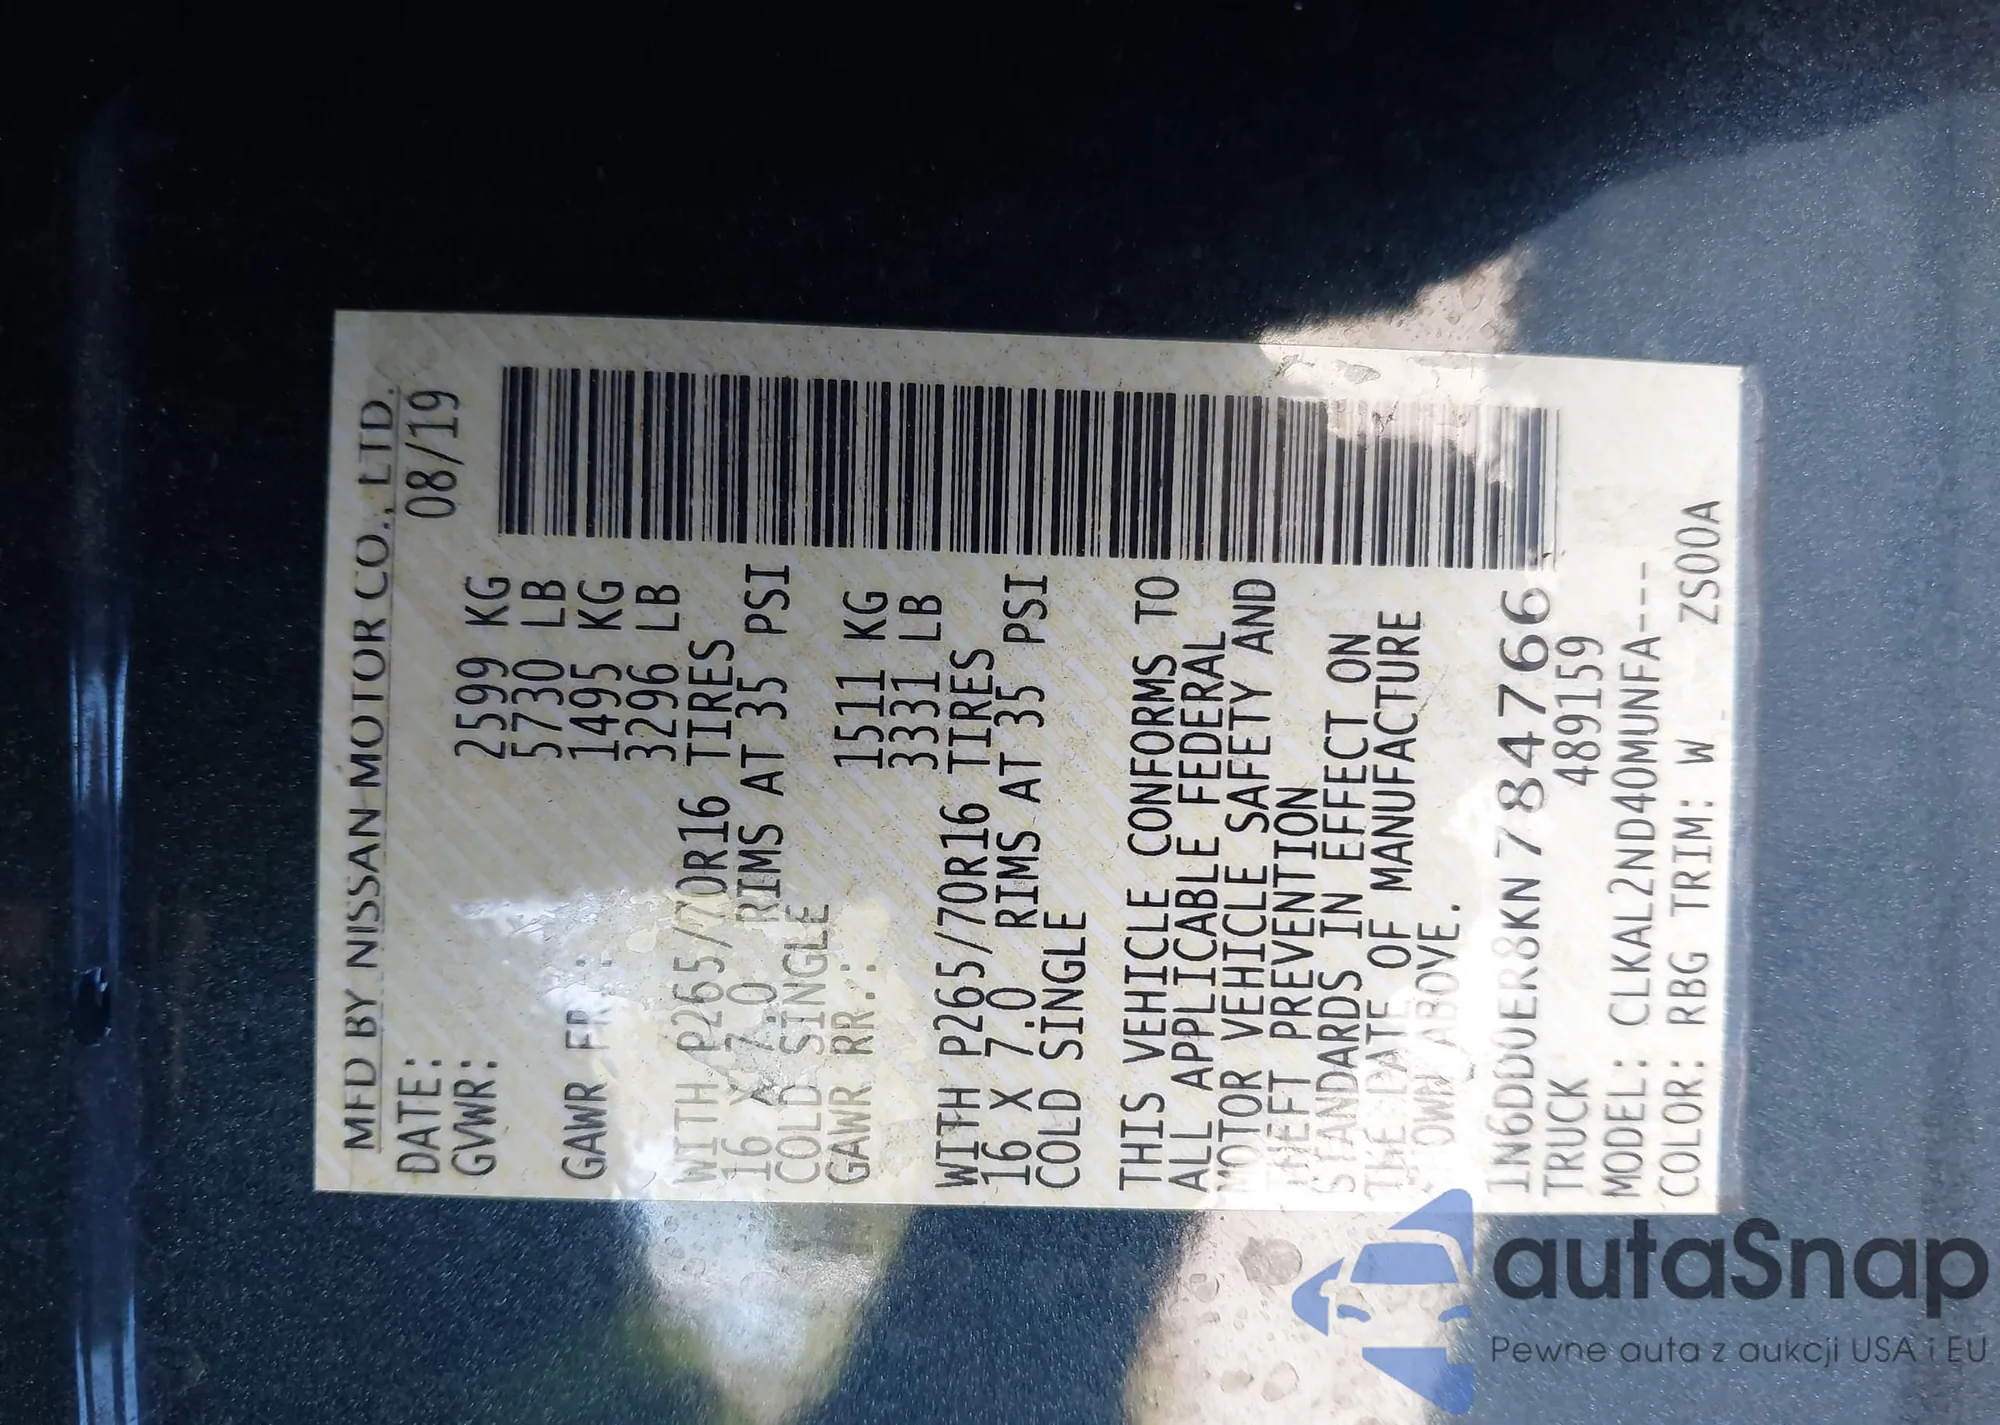 MFD BY NISSAN MOTOR CO., LTD.
DATE: 08/19
GVWR: 2599 KG
5730 LB
GAWR FR.: 1495 KG
3296 LB
WITH P265/70R16 TIRES
16 X 7.0 RIMS AT 35 PSI
COLD SINGLE
GAWR RR.: 1511 KG
3331 LB
WITH P265/70R16 TIRES
16 X 7.0 RIMS AT 35 PSI
COLD SINGLE
THIS VEHICLE CONFORMS TO
ALL APPLICABLE FEDERAL
MOTOR VEHICLE SAFETY AND
THEFT PREVENTION
STANDARDS IN EFFECT ON
THE DATE OF MANUFACTURE
SHOWN ABOVE.
1N6DD0ER8KN784766
TRUCK 489159
MODEL: CLKAL2ND40MUNFA---
COLOR: RBG TRIM: W ZS00A
autaSnap
Pewne auta z aukcji USA i EU